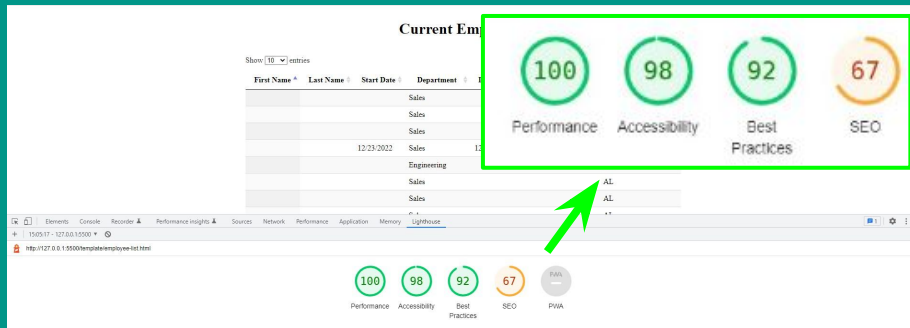 Current Emp
Show 10 entries
First Name Last Name Start Date Department
Sales
Sales
Sales
12/23/2022 Sales 12
Engineering
Sales AL
Sales AL
100 98 92 67
Performance Accessibility Best Practices SEO
Elements Console Recorder Performance insights Sources Network Performance Application Memory Lighthouse
1
15:05:17 - 127.0.0.1:5500
http://127.0.0.1:5500/template/employee-list.html
100 98 92 67 PWA
Performance Accessibility Best Practices SEO PWA